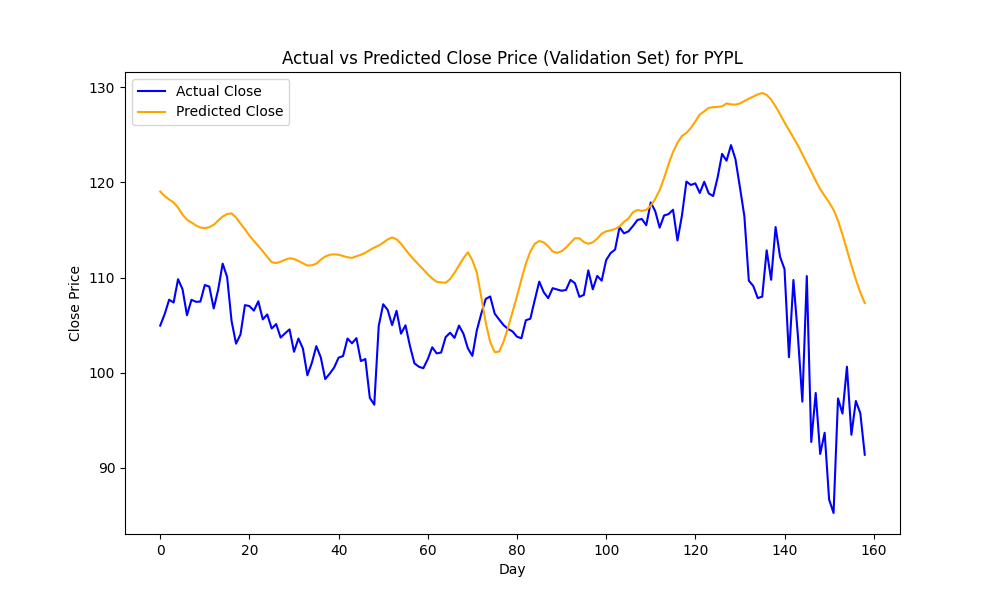 Actual vs Predicted Close Price (Validation Set) for PYPL
Actual Close
Predicted Close
130
120
110
100
90
Close Price
0 20 40 60 80 100 120 140 160
Day